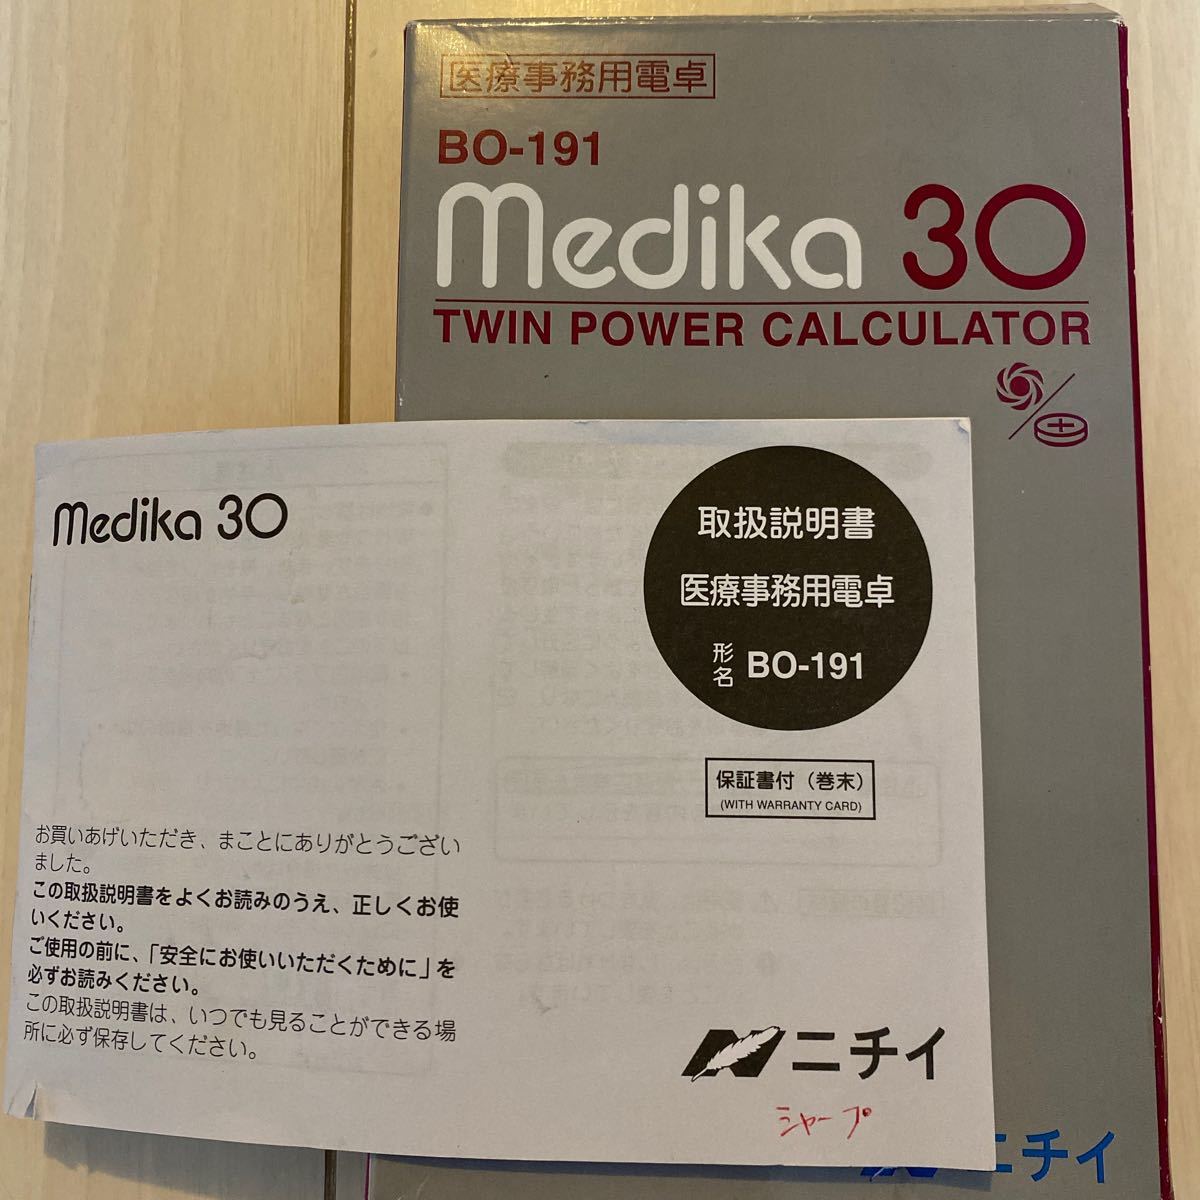 医療事務用電卓
BO-191
Medika 30
TWIN POWER CALCULATOR
Medika 30
取扱説明書
医療事務用電卓
形名 BO-191
保証書付（巻末）
(WITH WARRANTY CARD)
お買いあげいただき、まことにありがとうござい
ました。
この取扱説明書をよくお読みのうえ、正しくお使
いください。
ご使用の前に、「安全にお使いいただくために」を
必ずお読みください。
この取扱説明書は、いつでも見ることができる場
所に必ず保存してください。
ニチイ
シャープ
ニチイ